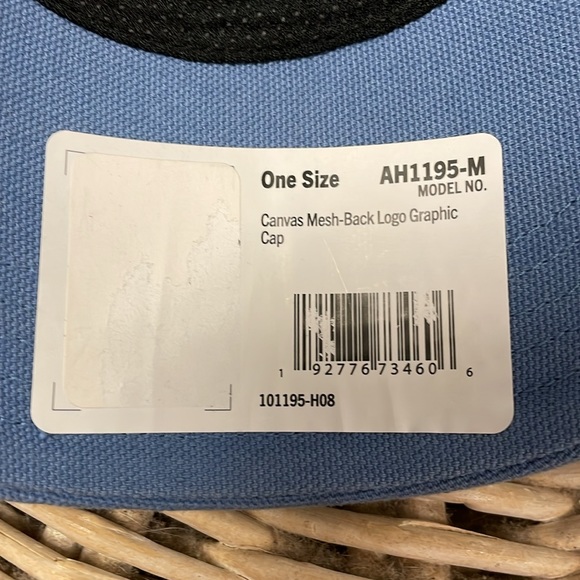 One Size
AH1195-M
MODEL NO.
Canvas Mesh-Back Logo Graphic
Cap
1 92776 73460 6
101195-H08